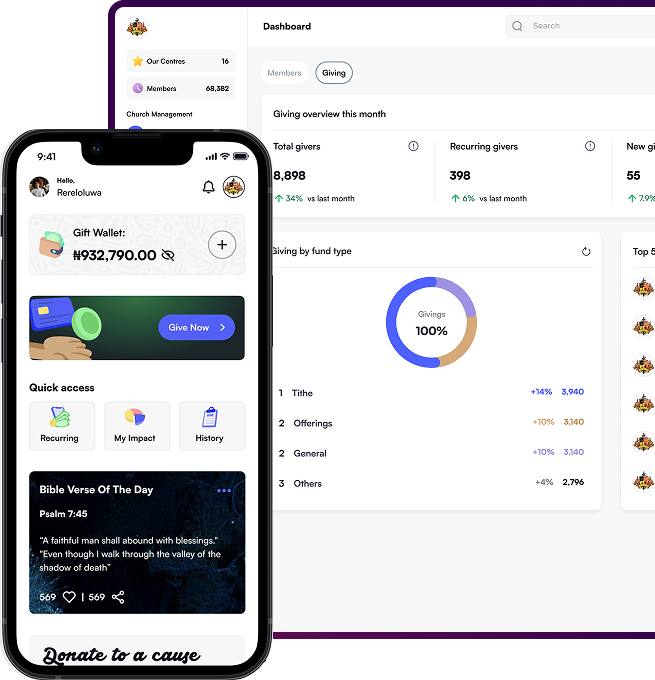 Dashboard
Search
Our Centres 16
Members 68,382
Church Management
Members Giving
Giving overview this month
Total givers
8,898
34% vs last month
Recurring givers
398
6% vs last month
New gi
55
7.9%
Giving by fund type
Givings
100%
1 Tithe +14% 3,940
2 Offerings +10% 3,140
2 General +10% 3,140
3 Others +4% 2,796
Top 5
9:41
Hello,
Rereloluwa
Gift Wallet:
₦932,790.00
Give Now
Quick access
Recurring
My Impact
History
Bible Verse Of The Day
Psalm 7:45
"A faithful man shall abound with blessings."
"Even though I walk through the valley of the
shadow of death"
569 | 569
Donate to a cause